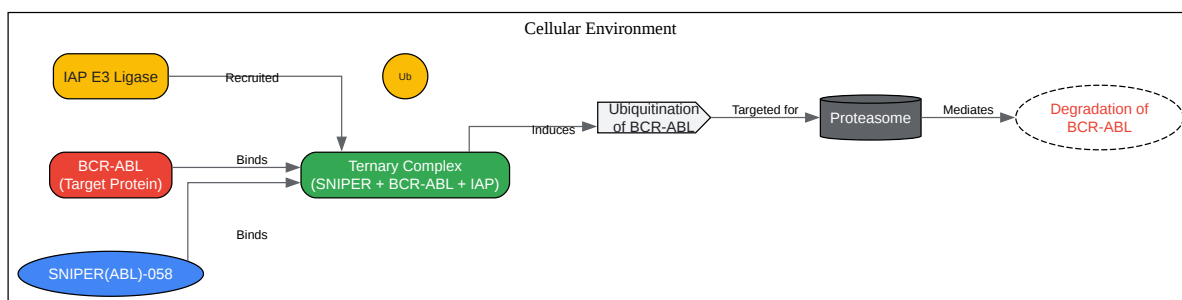 Cellular Environment
IAP E3 Ligase
Recruited
Ub
BCR-ABL
(Target Protein)
Binds
Ternary Complex
(SNIPER + BCR-ABL + IAP)
Induces
Ubiquitination
of BCR-ABL
Targeted for
Proteasome
Mediates
Degradation of
BCR-ABL
Binds
SNIPER(ABL)-058